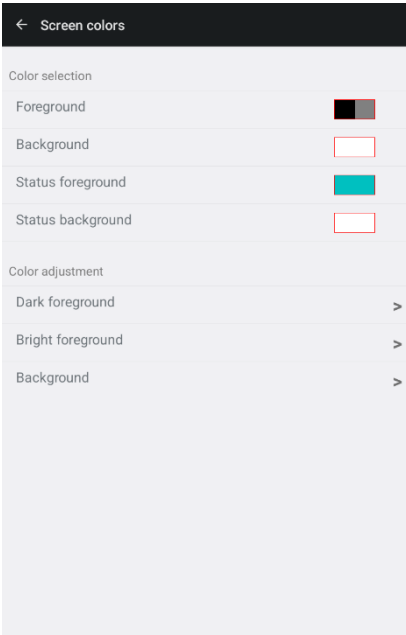 Screen colors
Color selection
Foreground
Background
Status foreground
Status background
Color adjustment
Dark foreground
>
Bright foreground
>
Background
>